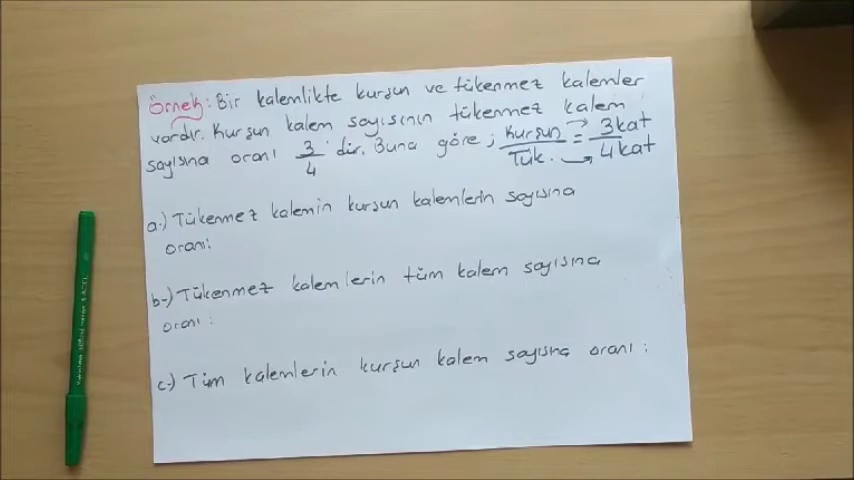 Örnek: Bir kalemlikte kurşun ve tükenmez kalemler
vardır. Kurşun kalem sayısının tükenmez kalem
sayısına oranı 3/4 'dir. Buna göre; Kurşun/Tük. → = 3kat/4kat
a-) Tükenmez kalemin kurşun kalemlerin sayısına
oranı:
b-) Tükenmez kalemlerin tüm kalem sayısına
oranı:
c-) Tüm kalemlerin kurşun kalem sayısına oranı: